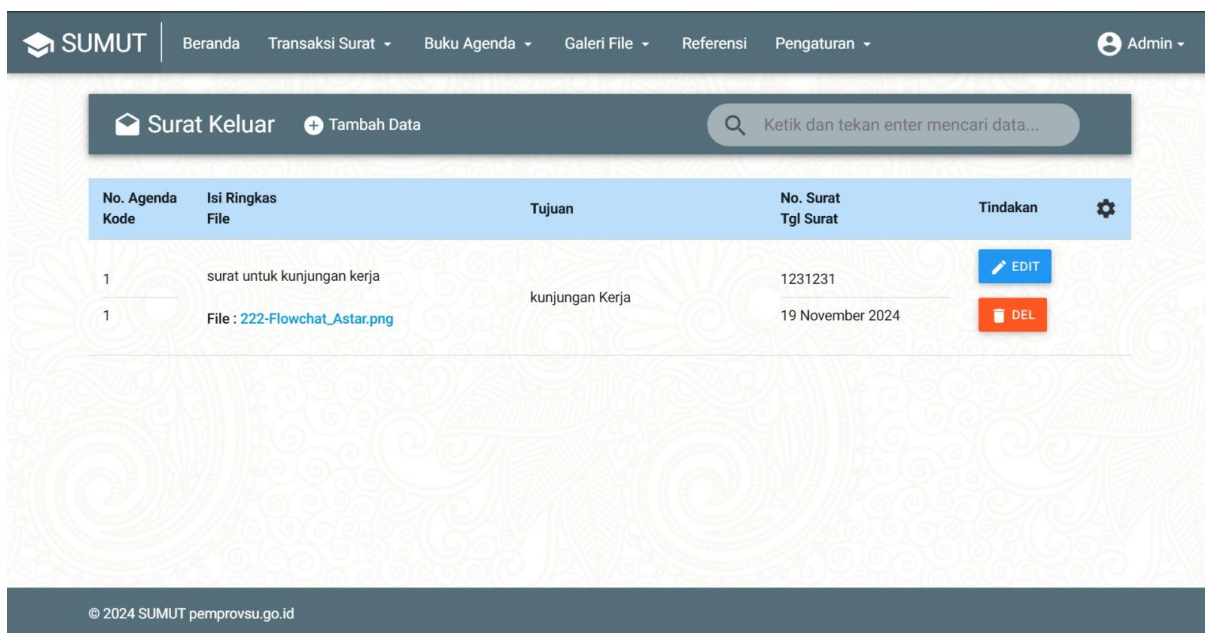 SUMUT
Beranda Transaksi Surat Buku Agenda Galeri File Referensi Pengaturan Admin
Surat Keluar Tambah Data Ketik dan tekan enter mencari data...
No. Agenda Isi Ringkas Tujuan No. Surat Tindakan
Kode File Tgl Surat
1 surat untuk kunjungan kerja kunjungan Kerja 1231231 EDIT
1 File : 222-Flowchat_Astar.png 19 November 2024 DEL
© 2024 SUMUT pemprovsu.go.id